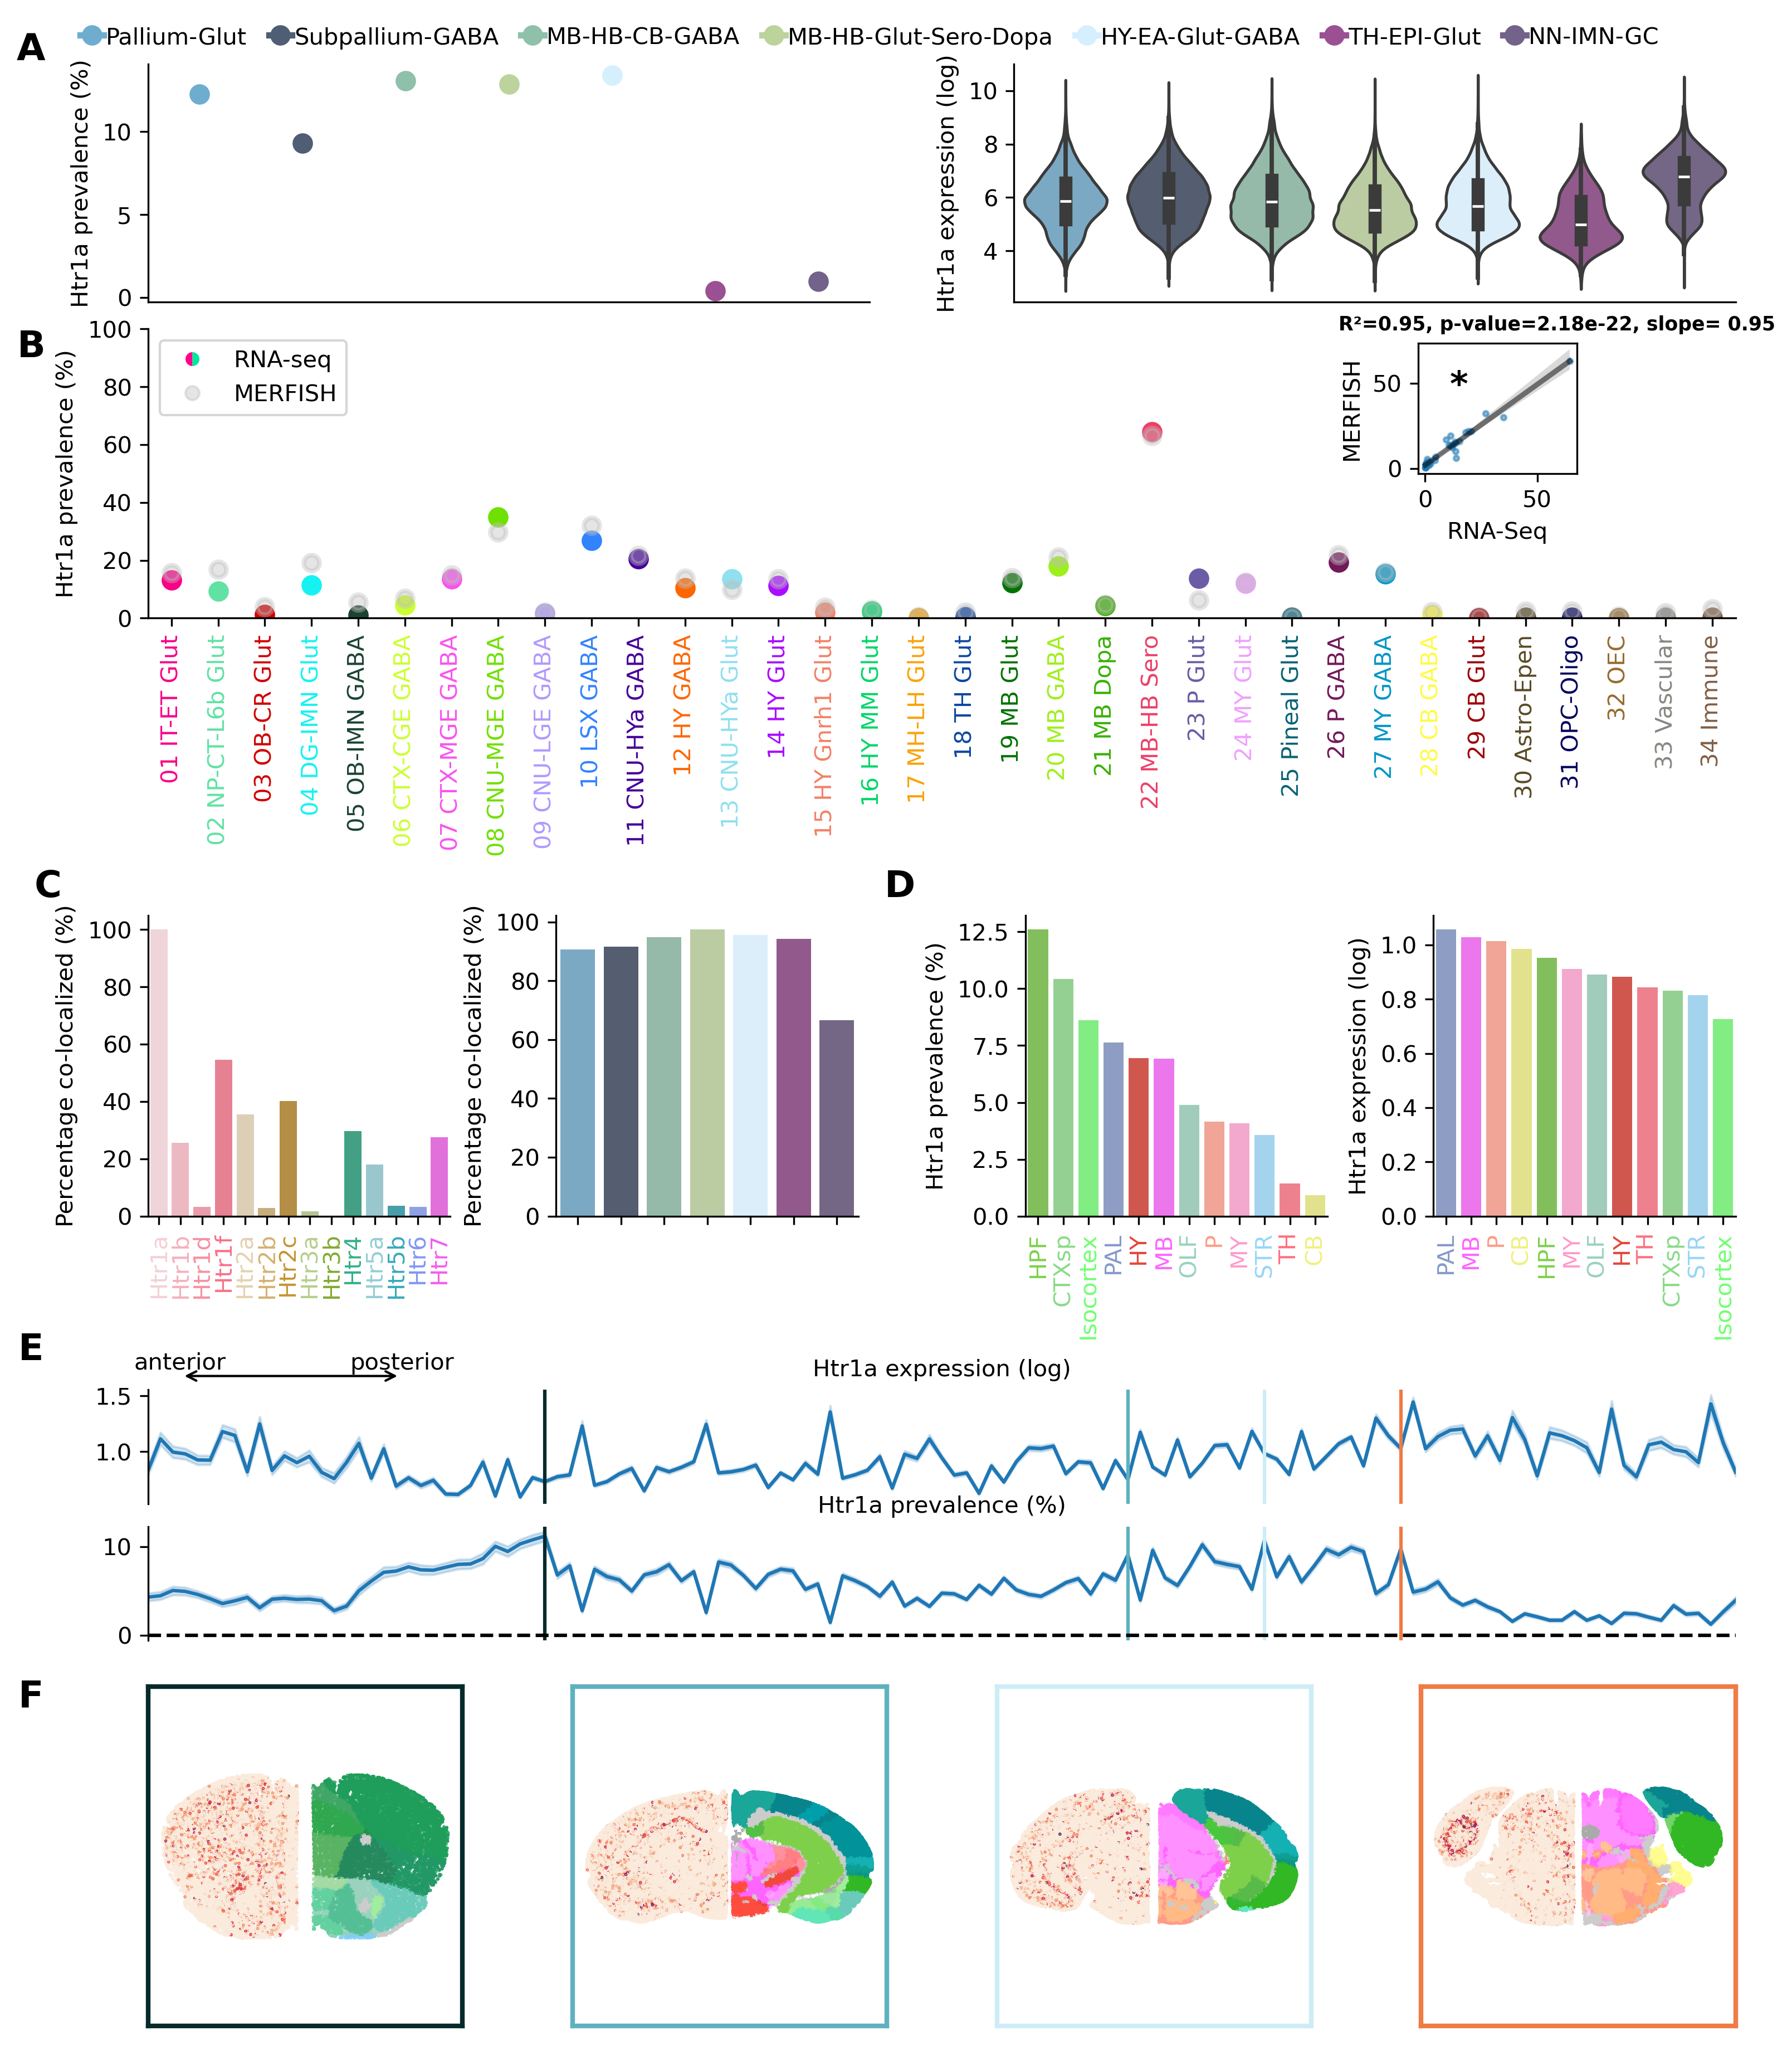 A
Pallium-Glut Subpallium-GABA MB-HB-CB-GABA MB-HB-Glut-Sero-Dopa HY-EA-Glut-GABA TH-EPI-Glut NN-IMN-GC
Htr1a prevalence (%)
10
5
0
Htr1a expression (log)
10
8
6
4
B
Htr1a prevalence (%)
100
80
60
40
20
0
RNA-seq
MERFISH
R²=0.95, p-value=2.18e-22, slope= 0.95
MERFISH
50
0
*
0 50
RNA-Seq
01 IT-ET Glut
02 NP-CT-L6b Glut
03 OB-CR Glut
04 DG-IMN Glut
05 OB-IMN GABA
06 CTX-CGE GABA
07 CTX-MGE GABA
08 CNU-MGE GABA
09 CNU-LGE GABA
10 LSX GABA
11 CNU-HYa GABA
12 HY GABA
13 CNU-HYa Glut
14 HY Glut
15 HY Gnrh1 Glut
16 HY MM Glut
17 MH-LH Glut
18 TH Glut
19 MB Glut
20 MB GABA
21 MB Dopa
22 MB-HB Sero
23 P Glut
24 MY Glut
25 Pineal Glut
26 P GABA
27 MY GABA
28 CB GABA
29 CB Glut
30 Astro-Epen
31 OPC-Oligo
32 OEC
33 Vascular
34 Immune
C
Percentage co-localized (%)
100
80
60
40
20
0
Htr1a
Htr1b
Htr1d
Htr1f
Htr2a
Htr2b
Htr2c
Htr3a
Htr3b
Htr4
Htr5a
Htr5b
Htr6
Htr7
Percentage co-localized (%)
100
80
60
40
20
0
D
Htr1a prevalence (%)
12.5
10.0
7.5
5.0
2.5
0.0
HPF
CTXsp
Isocortex
PAL
HY
MB
OLF
P
MY
STR
TH
CB
Htr1a expression (log)
1.0
0.8
0.6
0.4
0.2
0.0
PAL
MB
P
CB
HPF
MY
OLF
HY
TH
CTXsp
STR
Isocortex
E
anterior posterior
Htr1a expression (log)
1.5
1.0
Htr1a prevalence (%)
10
0
F